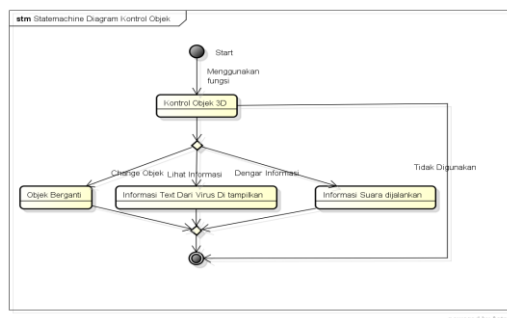 stm Statemachine Diagram Kontrol Objek
Start
Menggunakan
fungsi
Kontrol Objek 3D
Change Objek
Lihat Informasi
Dengar Informasi
Tidak Digunakan
Objek Berganti
Informasi Text Dari Virus Di tampilkan
Informasi Suara dijalankan